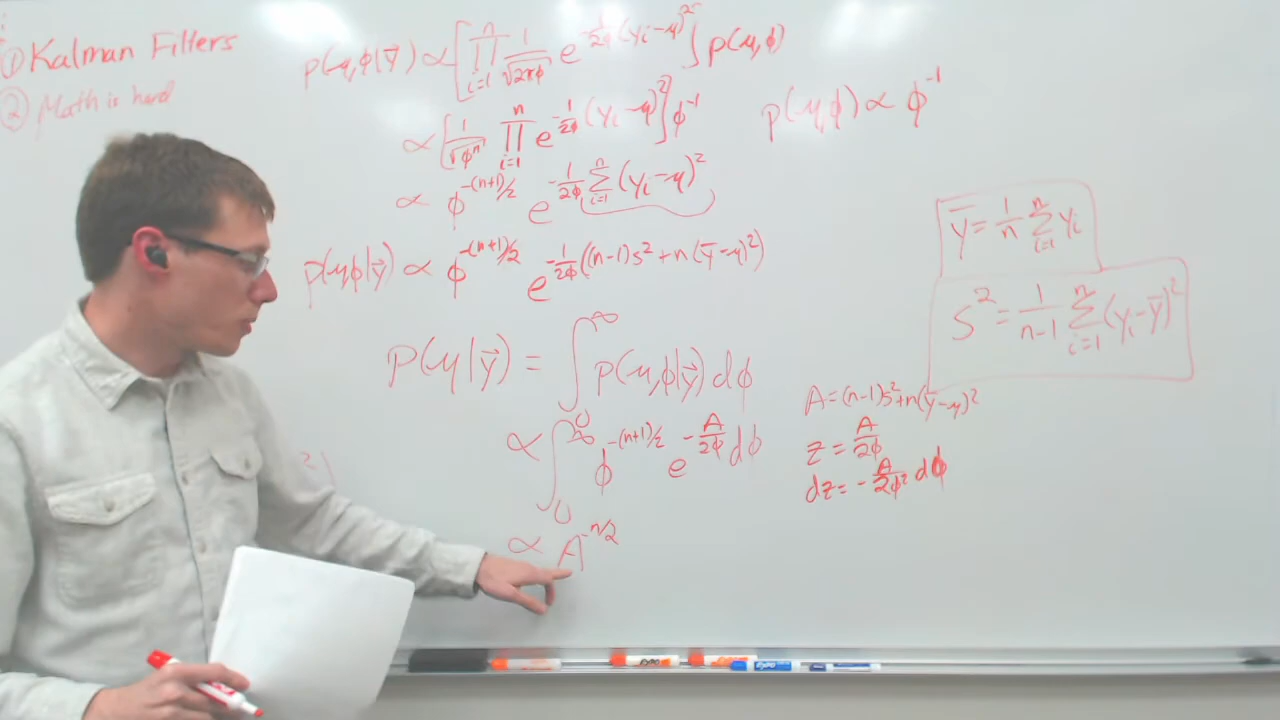 ① Kalman Filters
② Math is hard
p(μ,φ|y⃗) ∝ [∏_{i=1}^{n} 1/√(2πφ) e^{-1/2φ (y_i-μ)^2}] p(μ,φ)
∝ [1/√φ^n ∏_{i=1}^{n} e^{-1/2φ (y_i-μ)^2}] φ^{-1}
p(μ,φ) ∝ φ^{-1}
∝ φ^{-(n+1)/2} e^{-1/2φ ∑_{i=1}^{n} (y_i-μ)^2}
p(μ,φ|y⃗) ∝ φ^{-(n+1)/2} e^{-1/2φ ((n-1)s^2+n(ȳ-μ)^2)}
ȳ = 1/n ∑_{i=1}^{n} y_i
s^2 = 1/(n-1) ∑_{i=1}^{n} (y_i-ȳ)^2
p(μ|y⃗) = ∫_0^∞ p(μ,φ|y⃗) dφ
∝ ∫_0^∞ φ^{-(n+1)/2} e^{-A/2φ} dφ
∝ A^{-n/2}
A = (n-1)s^2+n(ȳ-μ)^2
z = A/2φ
dz = -A/2φ^2 dφ
2)
EXPO
EXPO